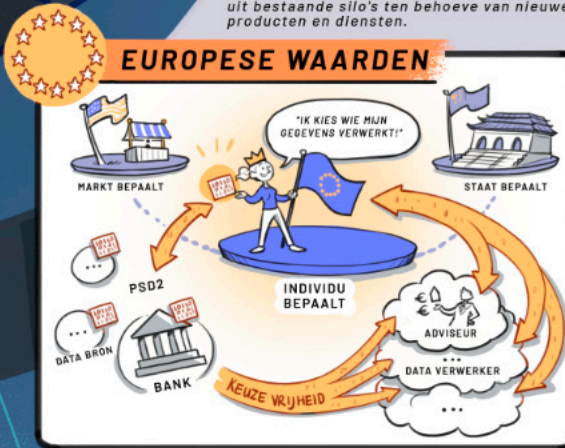 uit bestaande silo's ten behoeve van nieuwe
producten en diensten.
EUROPESE WAARDEN
"IK KIES WIE MIJN
GEGEVENS VERWERKT!"
MARKT BEPAALT
STAAT BEPAALT
INDIVIDU
BEPAALT
...
PSD2
...
DATA BRON
BANK
KEUZE VRIJHEID
€
€
ADVISEUR
...
DATA VERWERKER
...